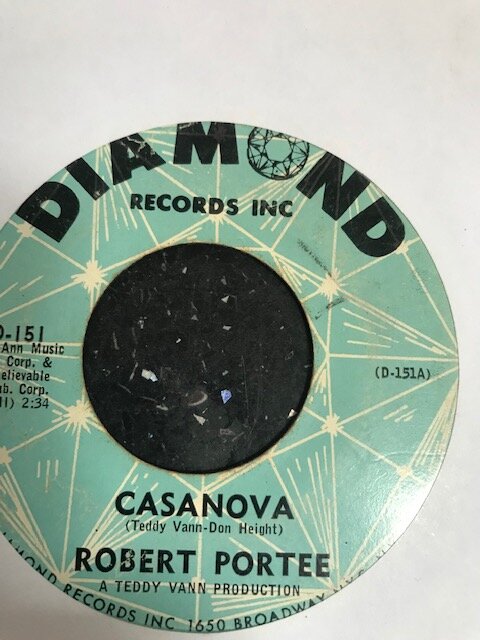 DIAMOND
RECORDS INC
D-151
Ann Music
Corp. &
elievable
ub. Corp.
2:34
(D-151A)
CASANOVA
(Teddy Vann-Don Height)
ROBERT PORTEE
A TEDDY VANN PRODUCTION
MOND RECORDS INC 1650 BROADWAY